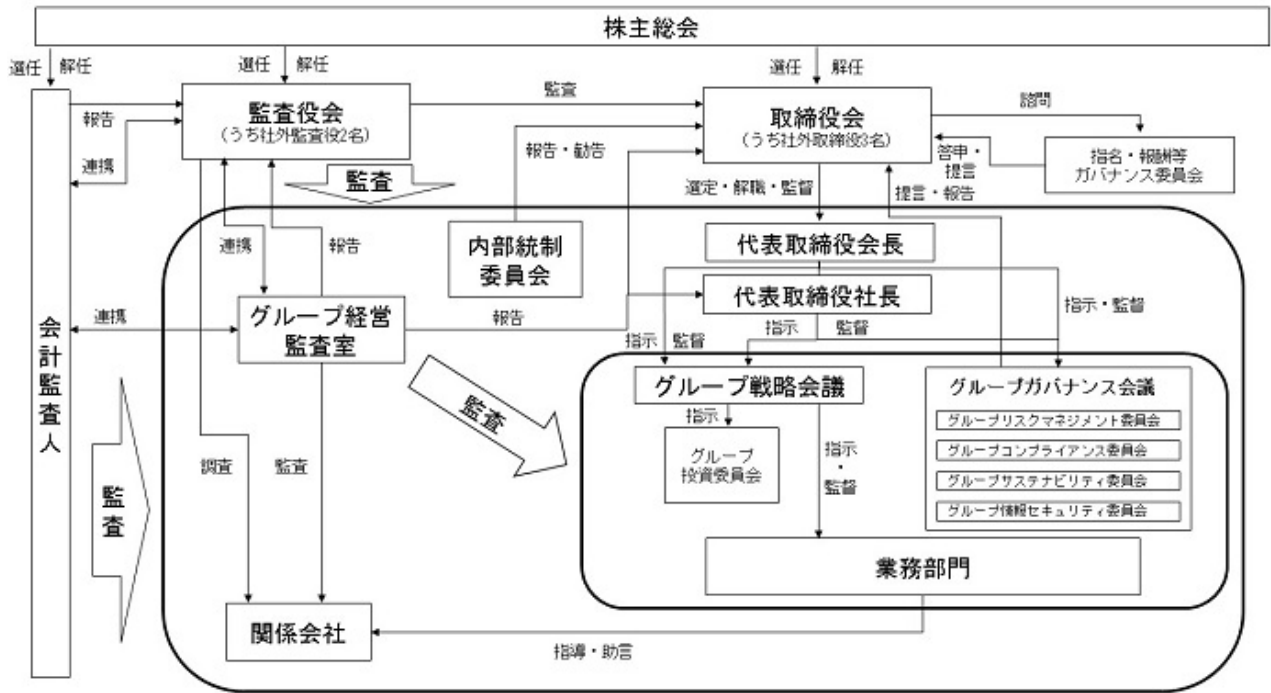 株主総会
選任 解任
選任 解任
選任 解任
監査役会
(うち社外監査役2名)
監査
取締役会
(うち社外取締役3名)
諮問
報告
連携
報告・勧告
答申・
提言
指名・報酬等
ガバナンス委員会
監査
選定・解職・監督
提言・報告
連携
報告
内部統制
委員会
代表取締役会長
代表取締役社長
連携
グループ経営
監査室
報告
指示・監督
指示 監督
指示 監督
会計監査人
監査
グループ戦略会議
グループガバナンス会議
グループリスクマネジメント委員会
グループコンプライアンス委員会
グループサステナビリティ委員会
グループ情報セキュリティ委員会
指示
グループ
投資委員会
指示
・
監督
調査
監査
監査
業務部門
関係会社
指導・助言